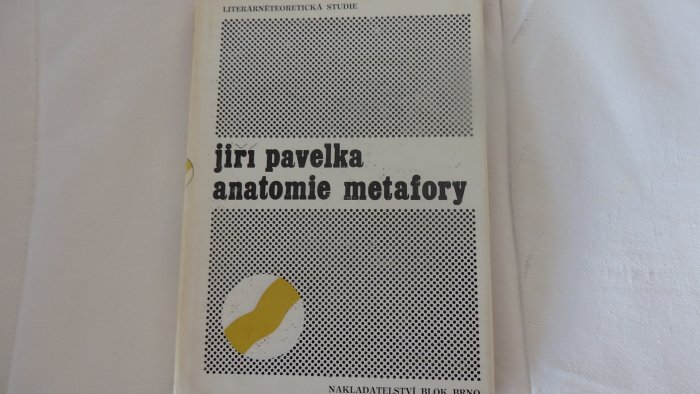 LITERÁRNĚTEORETICKÁ STUDIE
jiří pavelka
anatomie metafory
NAKLADATELSTVÍ BLOK BRNO